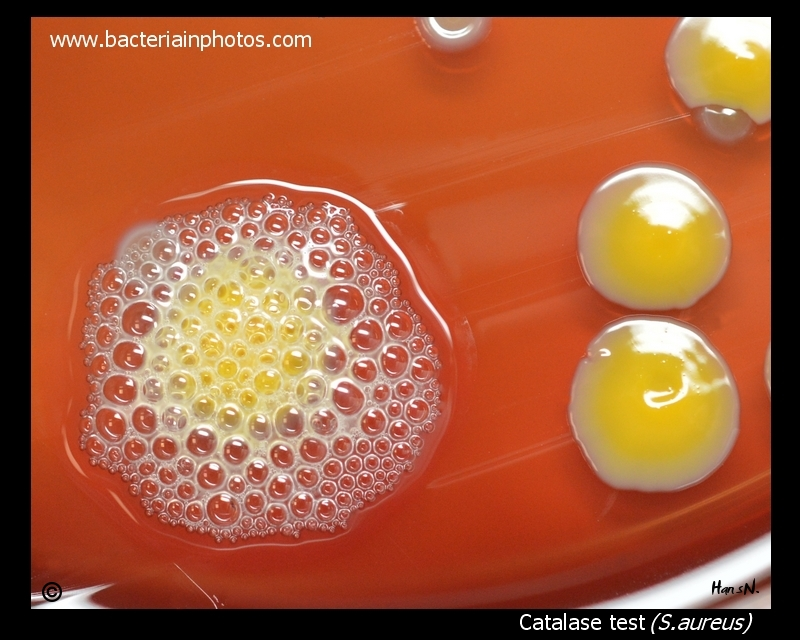 www.bacteriainphotos.com
© HansN.
Catalase test (S.aureus)